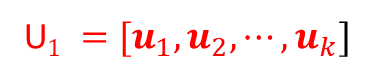 U₁ = [u₁, u₂, ⋯, uₖ]